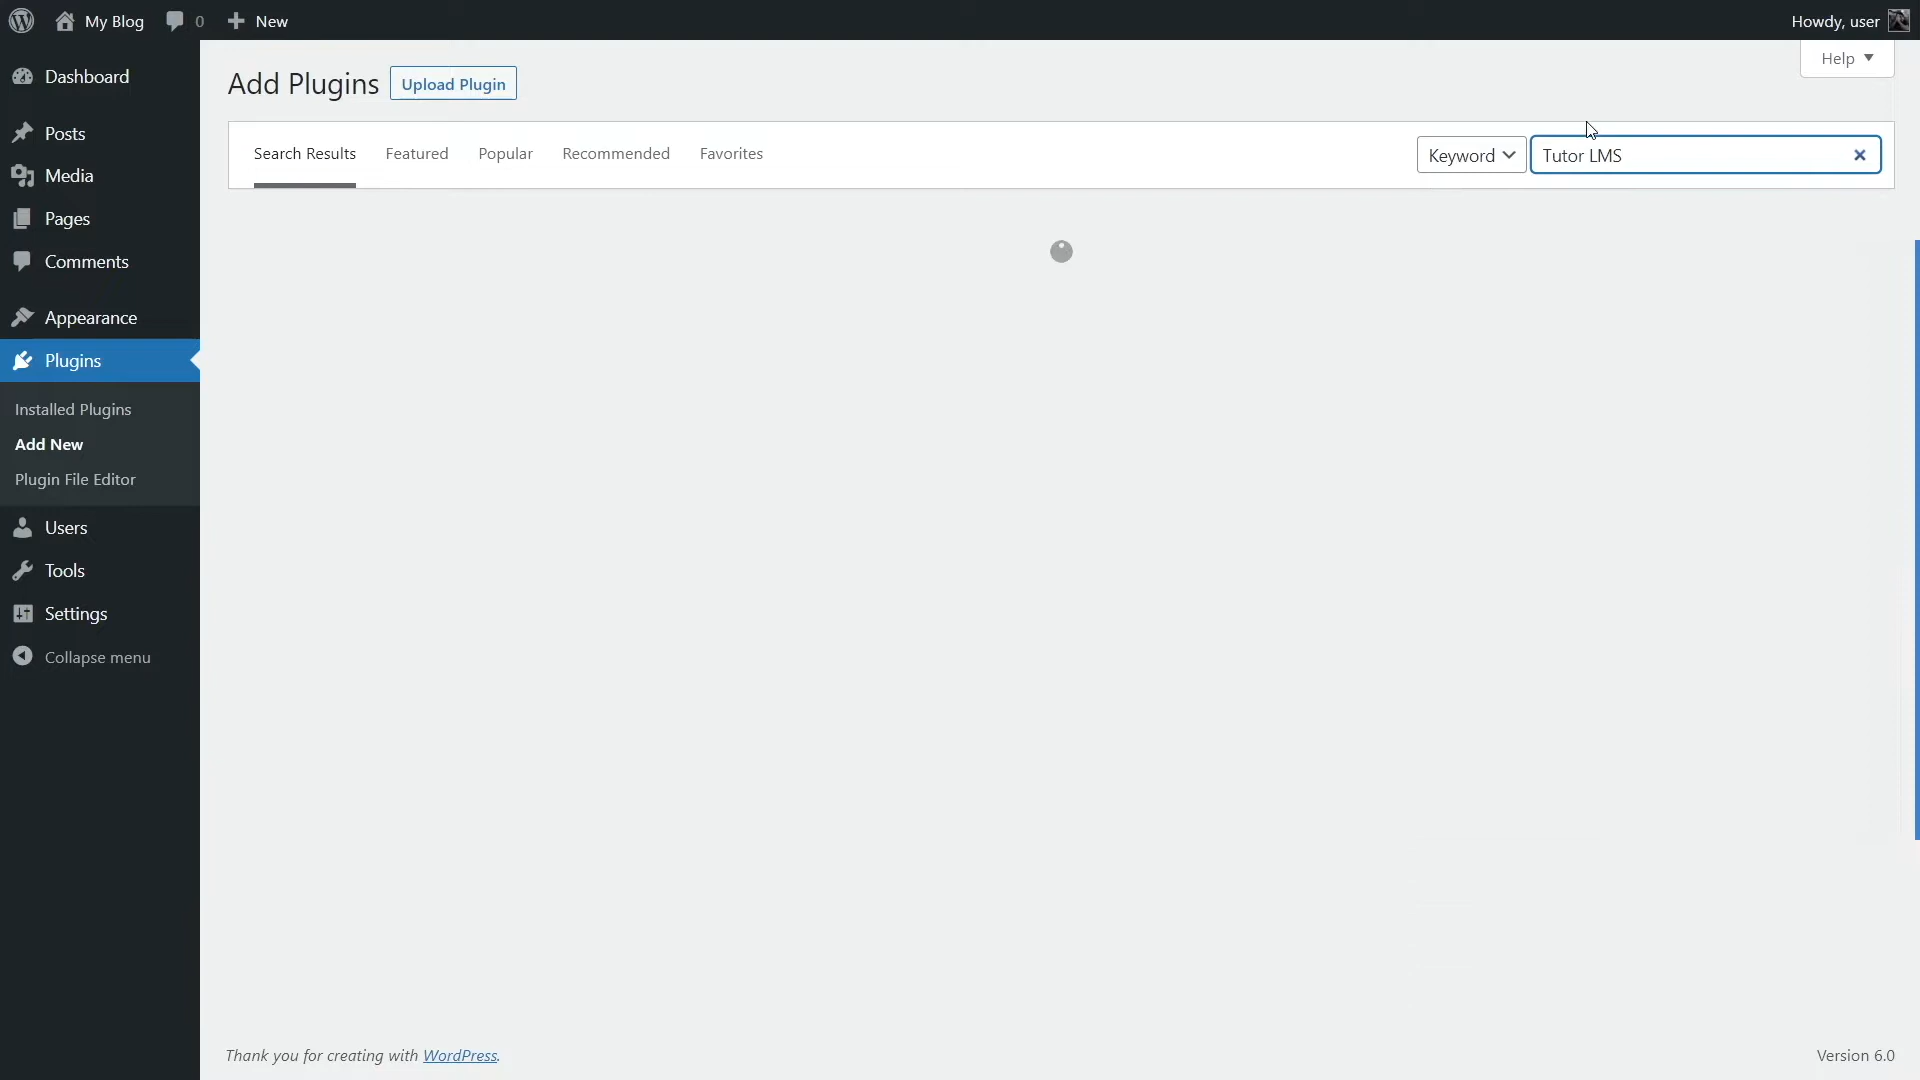 My Blog
0
New
Howdy, user
Dashboard
Posts
Media
Pages
Comments
Appearance
Plugins
Installed Plugins
Add New
Plugin File Editor
Users
Tools
Settings
Collapse menu
Help
Add Plugins
Upload Plugin
Search Results
Featured
Popular
Recommended
Favorites
Keyword
Tutor LMS
Thank you for creating with WordPress.
Version 6.0